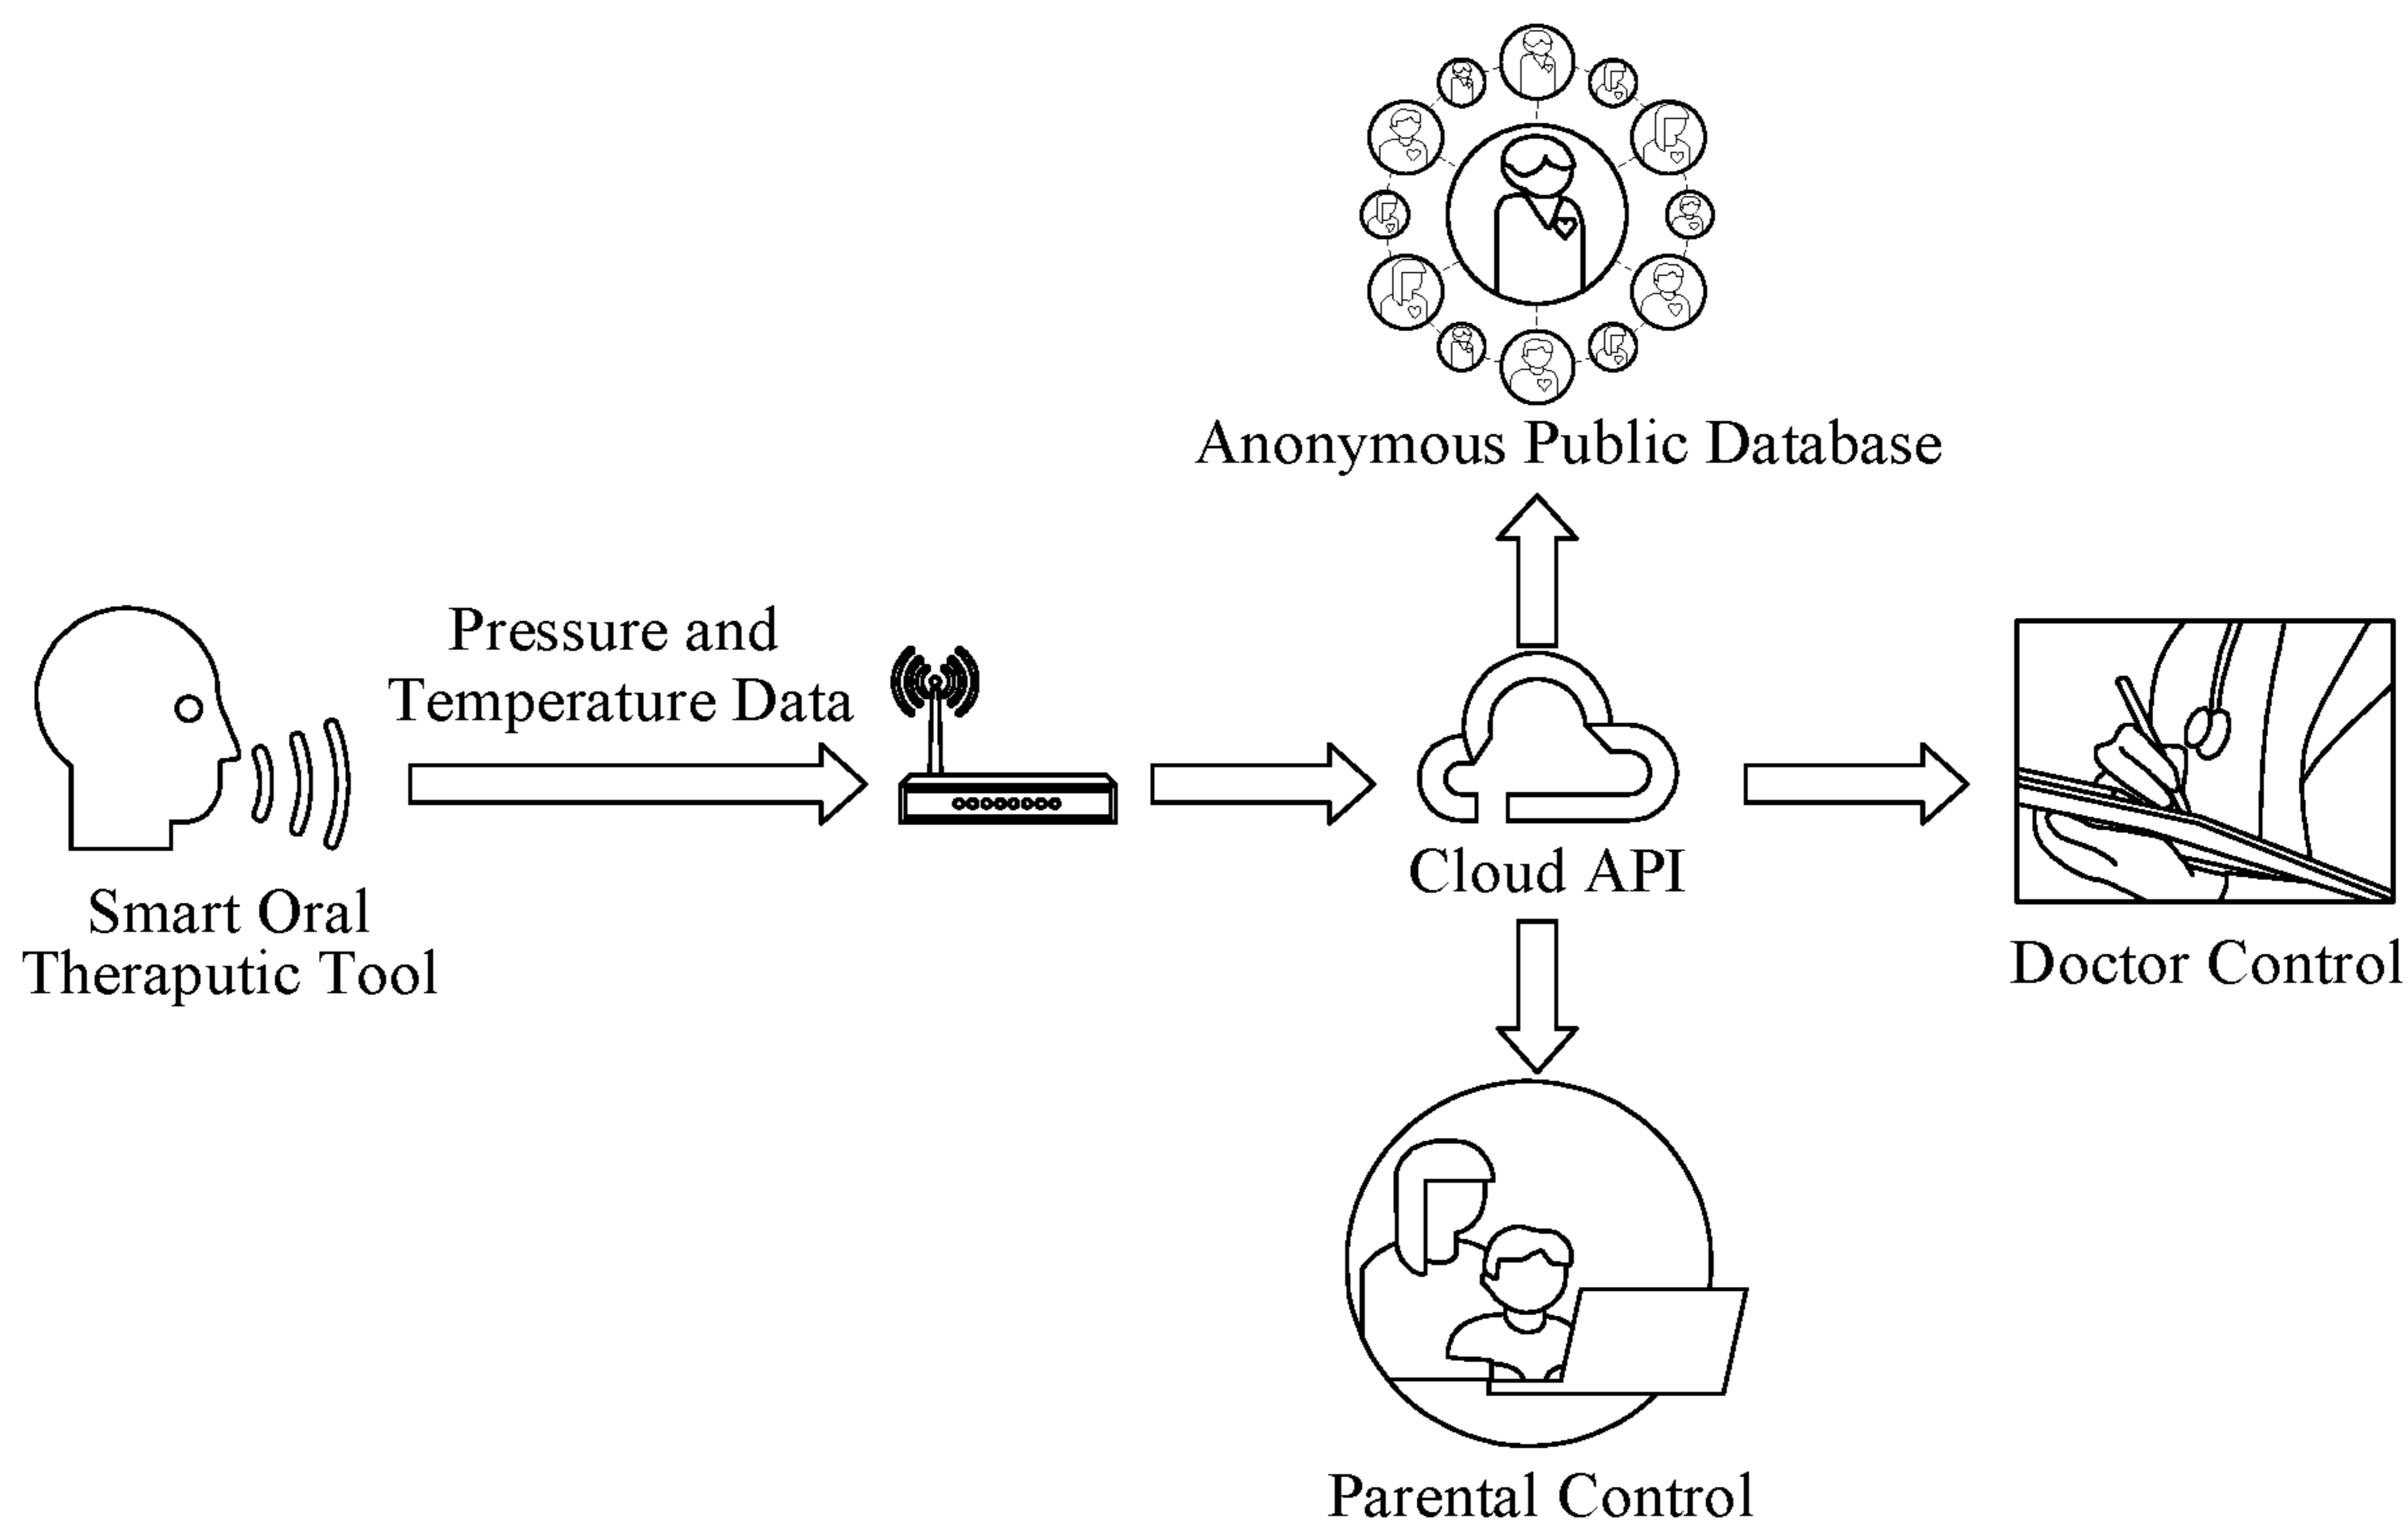 Anonymous Public Database
Pressure and
Temperature Data
Cloud API
Smart Oral
Theraputic Tool
Doctor Control
Parental Control